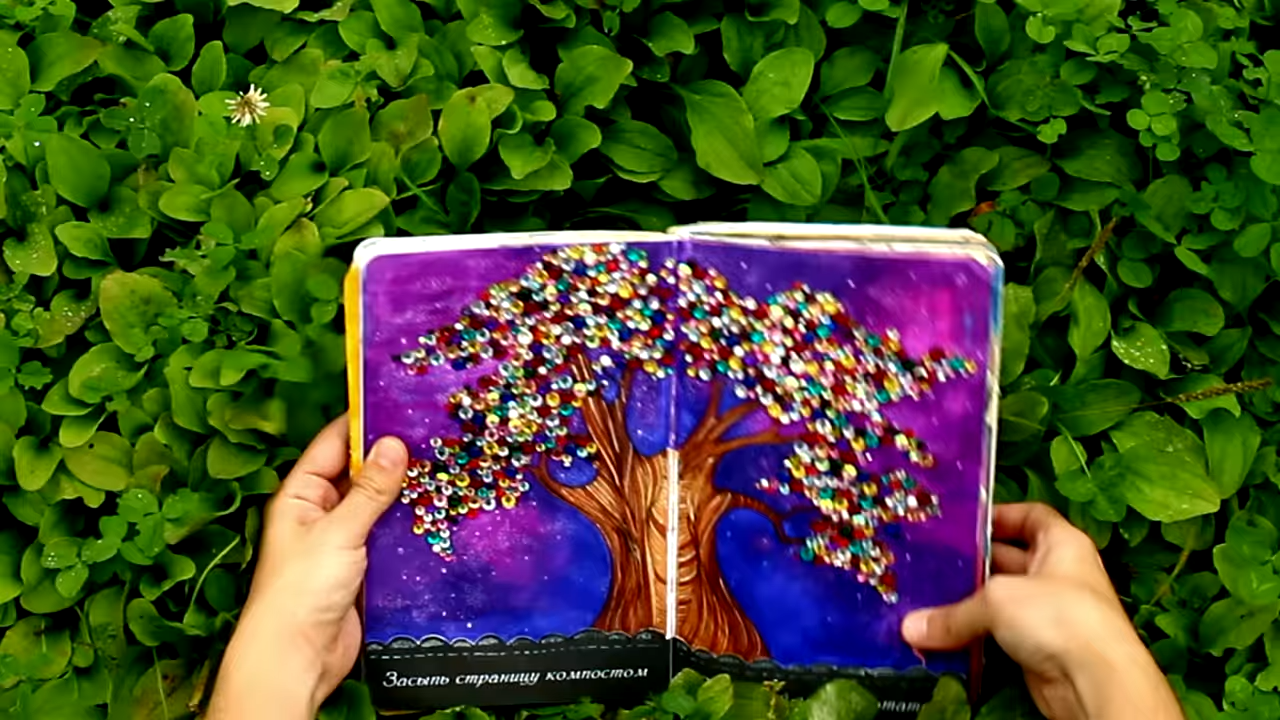 Засыпь страницу компостом